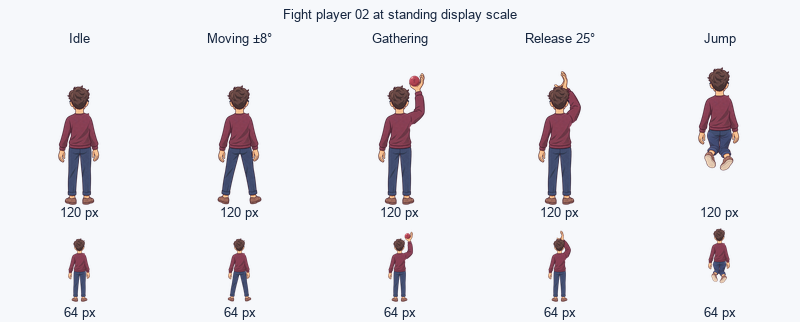 Fight player 02 at standing display scale
Idle Moving ±8° Gathering Release 25° Jump
120 px 120 px 120 px 120 px 120 px
64 px 64 px 64 px 64 px 64 px